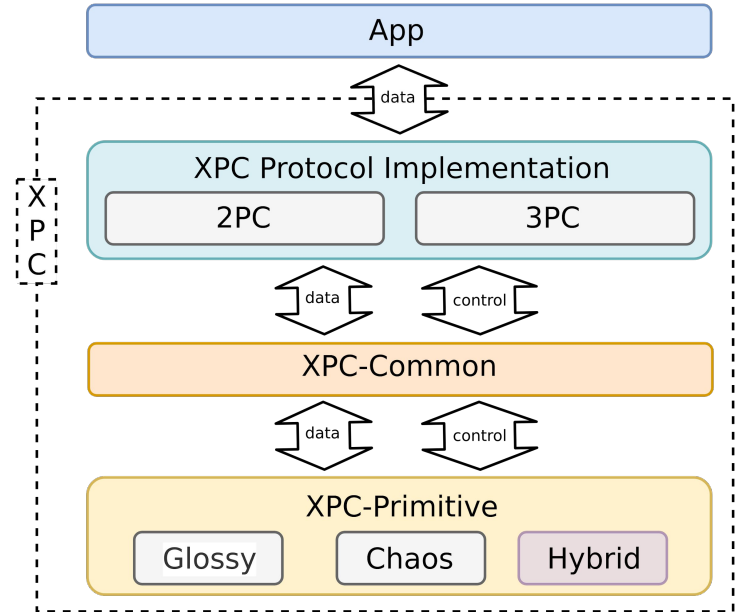 App
data
XPC Protocol Implementation
2PC 3PC
X
P
C
data control
XPC-Common
data control
XPC-Primitive
Glossy Chaos Hybrid